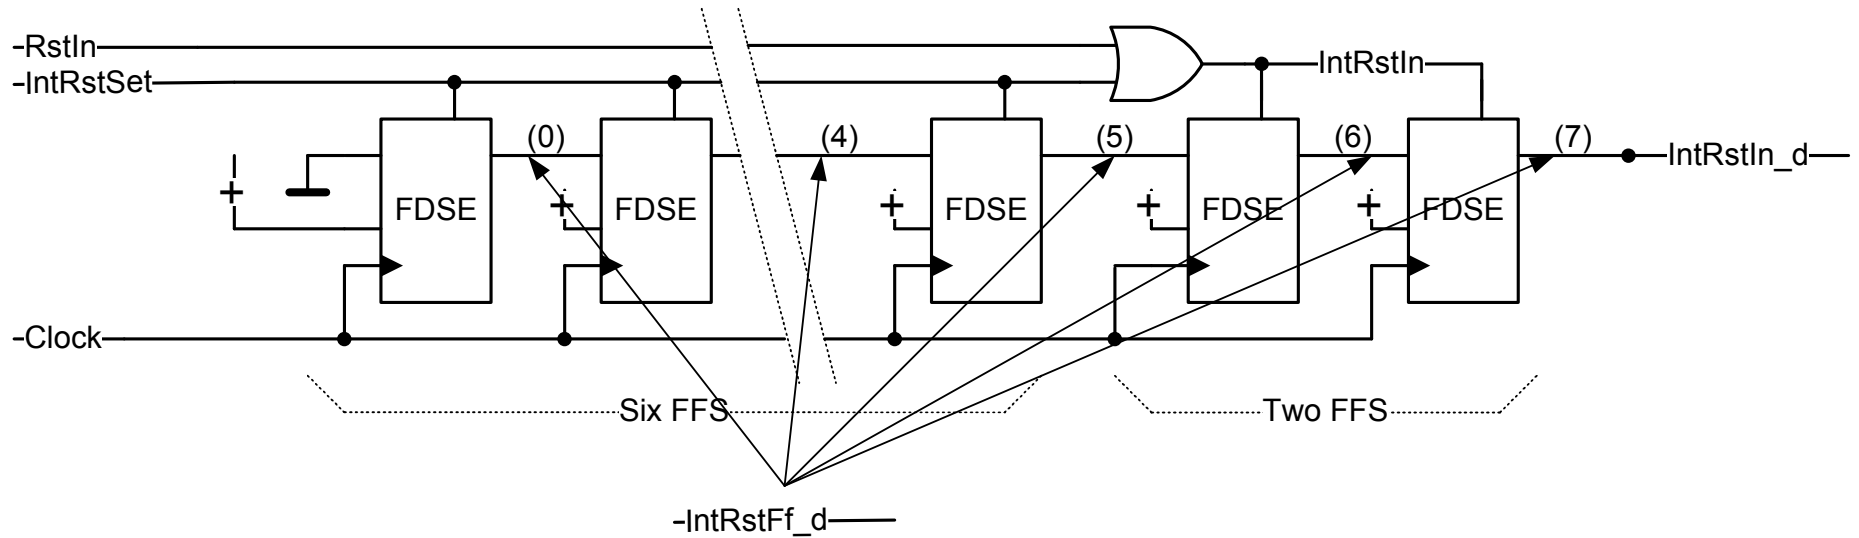 RstIn
IntRstSet
IntRstIn
(0)
(4)
(5)
(6)
(7)
IntRstIn_d
+
+
+
+
+
FDSE
FDSE
FDSE
FDSE
FDSE
Clock
Six FFS
Two FFS
IntRstFf_d